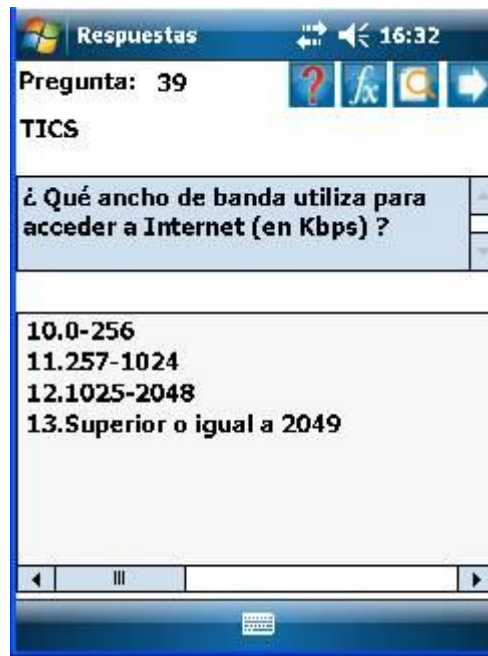 Respuestas 16:32
Pregunta: 39
TICS
¿ Qué ancho de banda utiliza para
acceder a Internet (en Kbps) ?
10.0-256
11.257-1024
12.1025-2048
13.Superior o igual a 2049